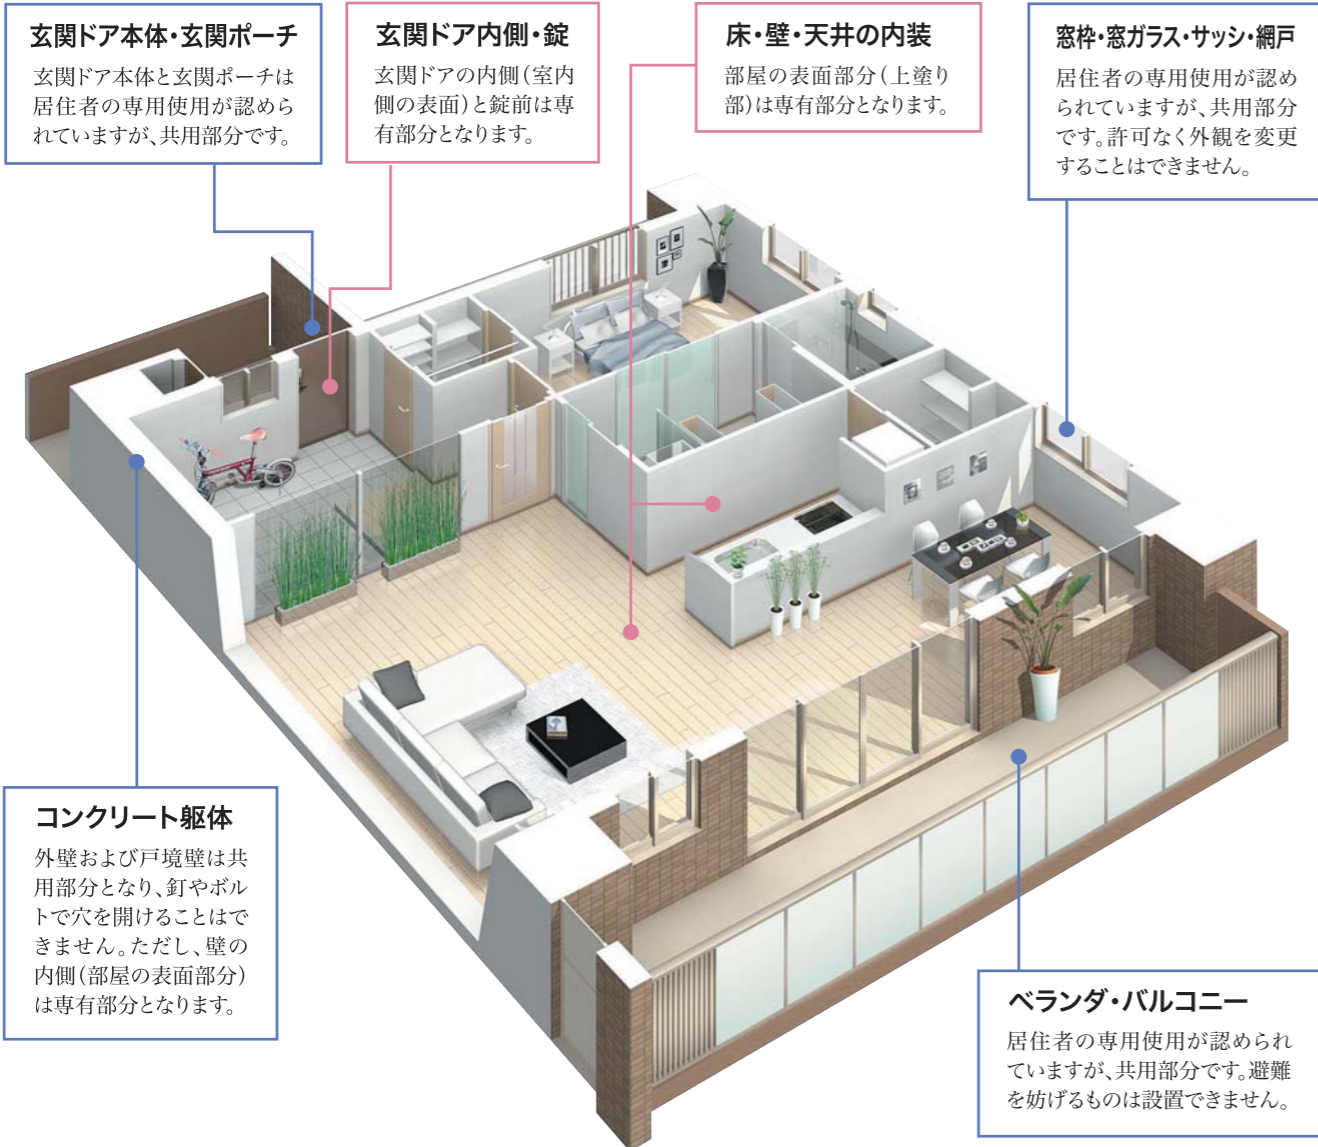 玄関ドア本体・玄関ポーチ
玄関ドア本体と玄関ポーチは
居住者の専用使用が認めら
れていますが、共用部分です。
玄関ドア内側・錠
玄関ドアの内側(室内
側の表面)と錠前は専
有部分となります。
床・壁・天井の内装
部屋の表面部分(上塗り
部)は専有部分となります。
窓枠・窓ガラス・サッシ・網戸
居住者の専用使用が認め
られていますが、共用部分
です。許可なく外観を変更
することはできません。
コンクリート躯体
外壁および戸境壁は共
用部分となり、釘やボル
トで穴を開けることはで
きません。ただし、壁の
内側(部屋の表面部分)
は専有部分となります。
ベランダ・バルコニー
居住者の専用使用が認められ
ていますが、共用部分です。避難
を妨げるものは設置できません。